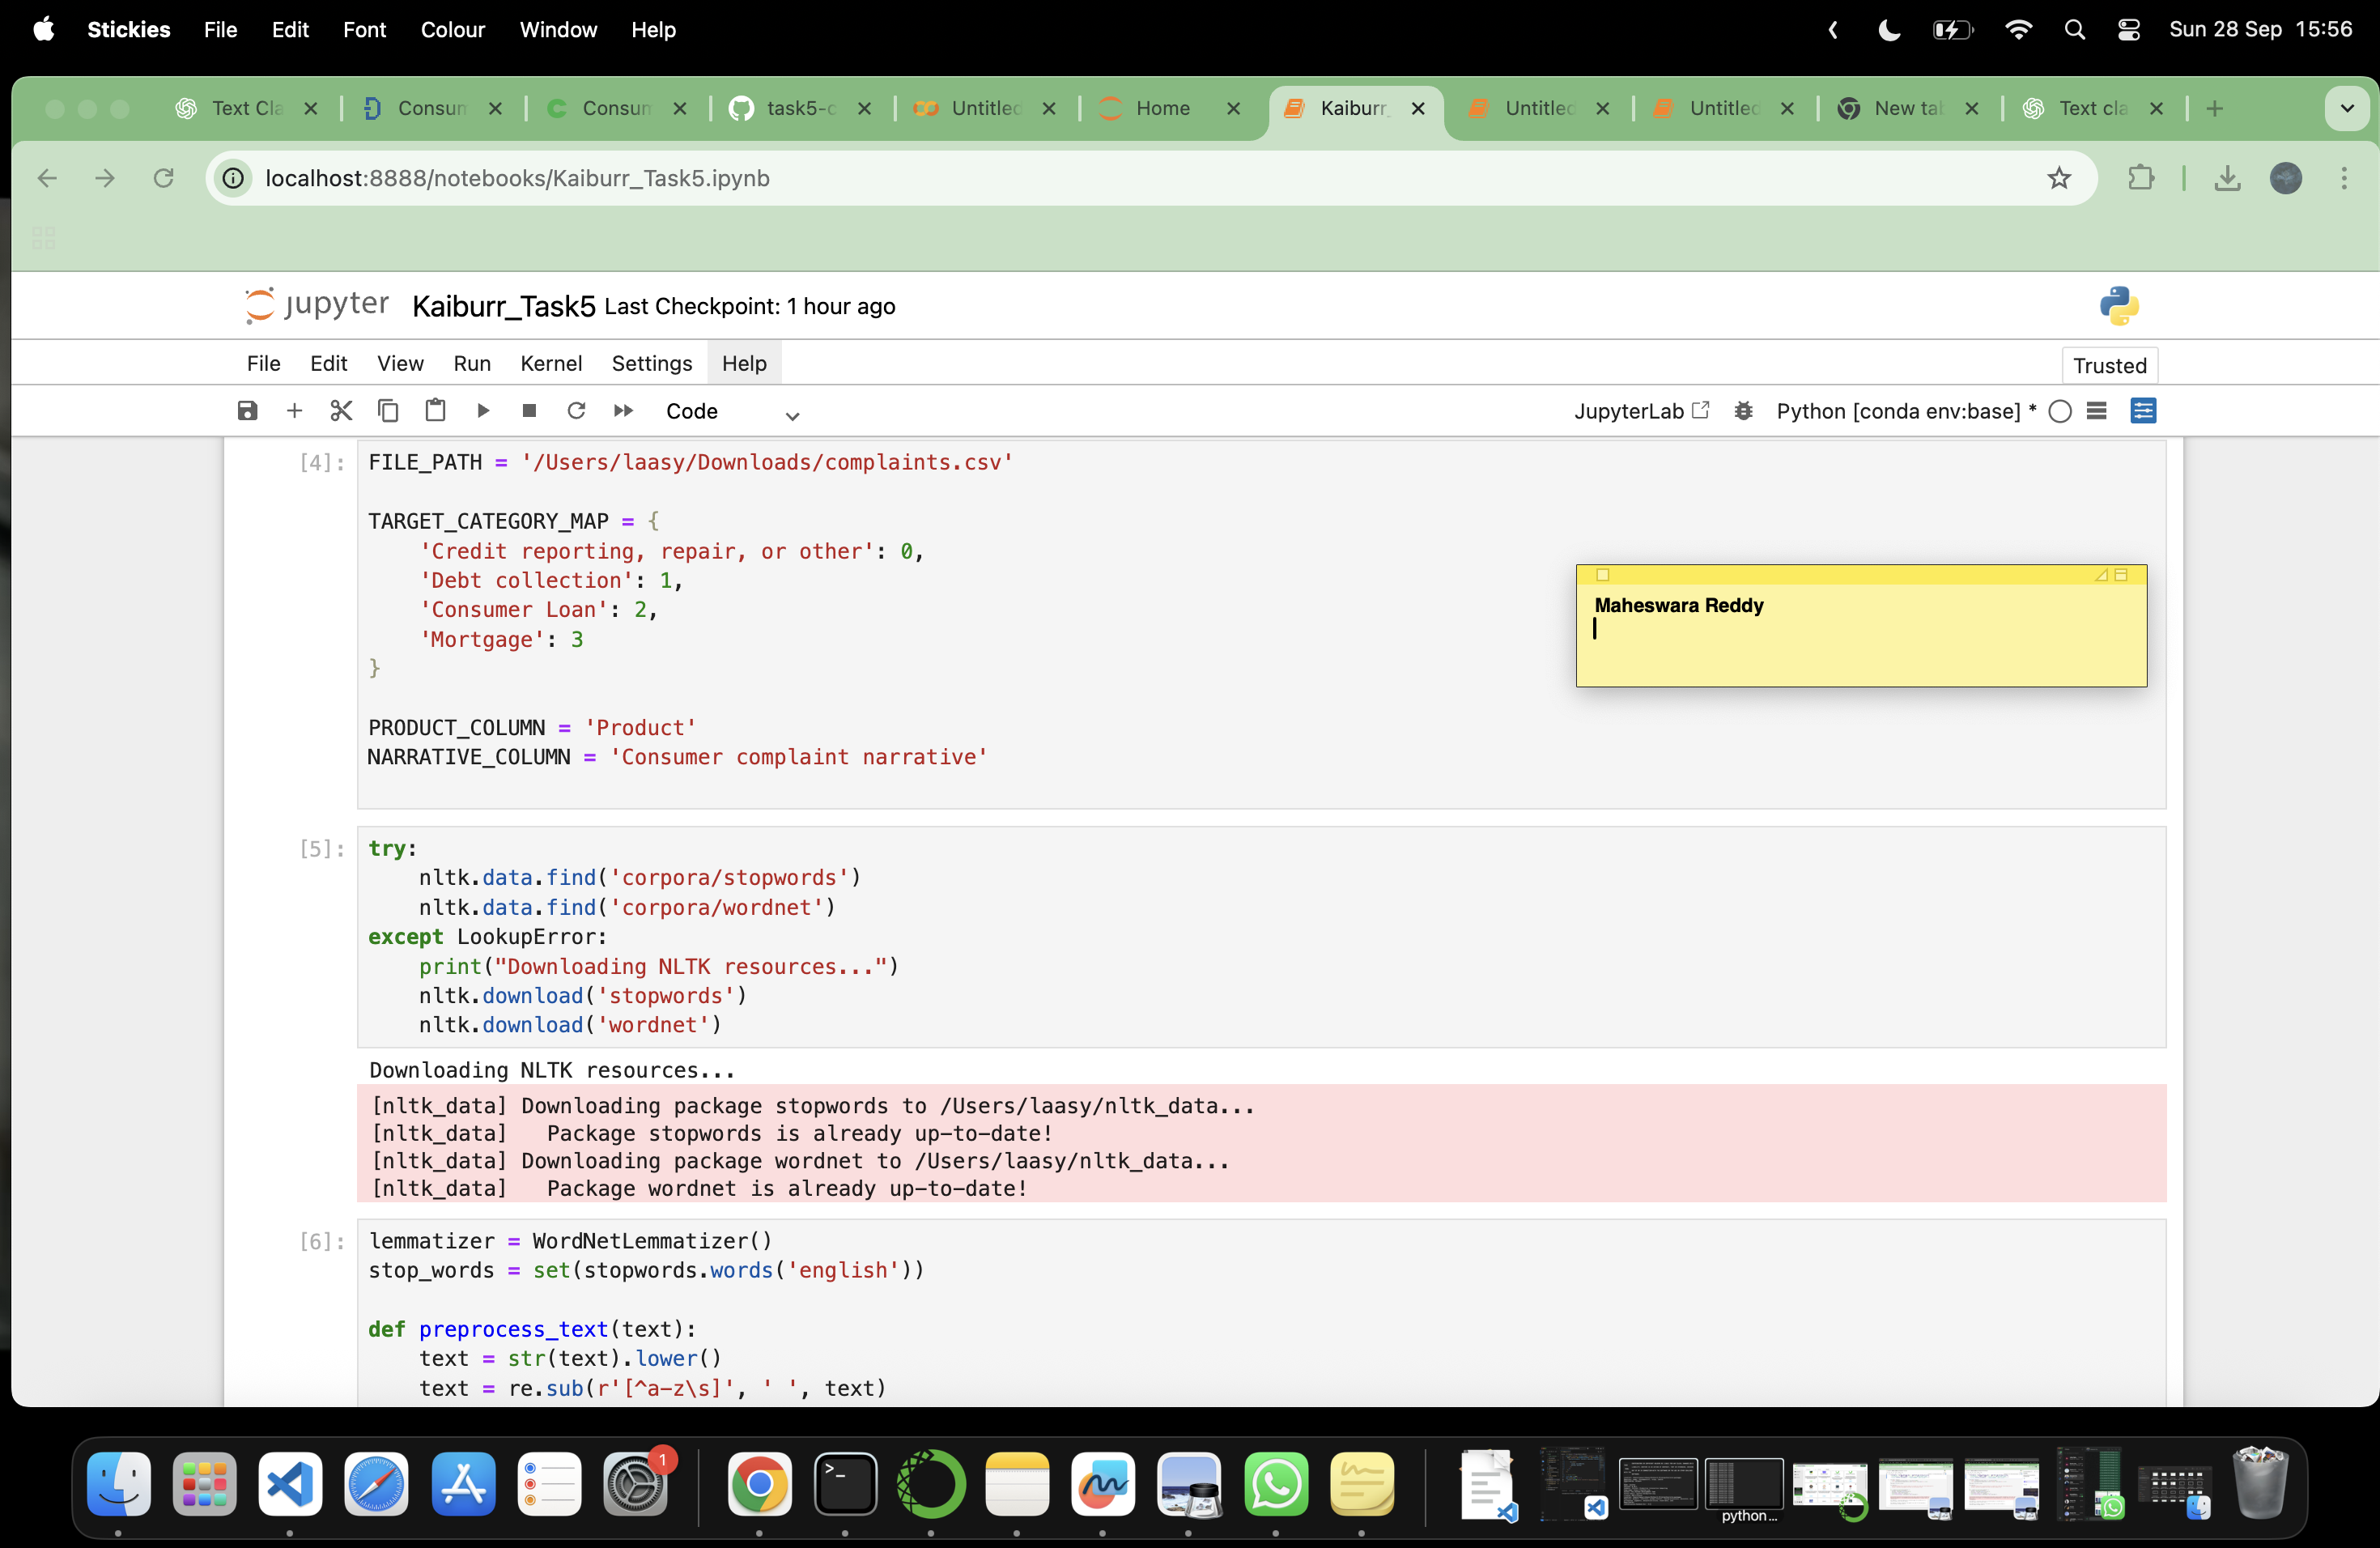 Stickies File Edit Font Colour Window Help Sun 28 Sep 15:56
Text Cla Consum Consum task5-c Untitled Home Kaiburr_ Untitled Untitled New tab Text cla
localhost:8888/notebooks/Kaiburr_Task5.ipynb
jupyter Kaiburr_Task5 Last Checkpoint: 1 hour ago
File Edit View Run Kernel Settings Help Trusted
Code JupyterLab Python [conda env:base] *
[4]: FILE_PATH = '/Users/laasy/Downloads/complaints.csv'
TARGET_CATEGORY_MAP = {
'Credit reporting, repair, or other': 0,
'Debt collection': 1,
'Consumer Loan': 2,
'Mortgage': 3
}
PRODUCT_COLUMN = 'Product'
NARRATIVE_COLUMN = 'Consumer complaint narrative'
Maheswara Reddy
[5]: try:
nltk.data.find('corpora/stopwords')
nltk.data.find('corpora/wordnet')
except LookupError:
print("Downloading NLTK resources...")
nltk.download('stopwords')
nltk.download('wordnet')
Downloading NLTK resources...
[nltk_data] Downloading package stopwords to /Users/laasy/nltk_data...
[nltk_data]   Package stopwords is already up-to-date!
[nltk_data] Downloading package wordnet to /Users/laasy/nltk_data...
[nltk_data]   Package wordnet is already up-to-date!
[6]: lemmatizer = WordNetLemmatizer()
stop_words = set(stopwords.words('english'))
def preprocess_text(text):
text = str(text).lower()
text = re.sub(r'[^a-z\s]', ' ', text)
1
python...